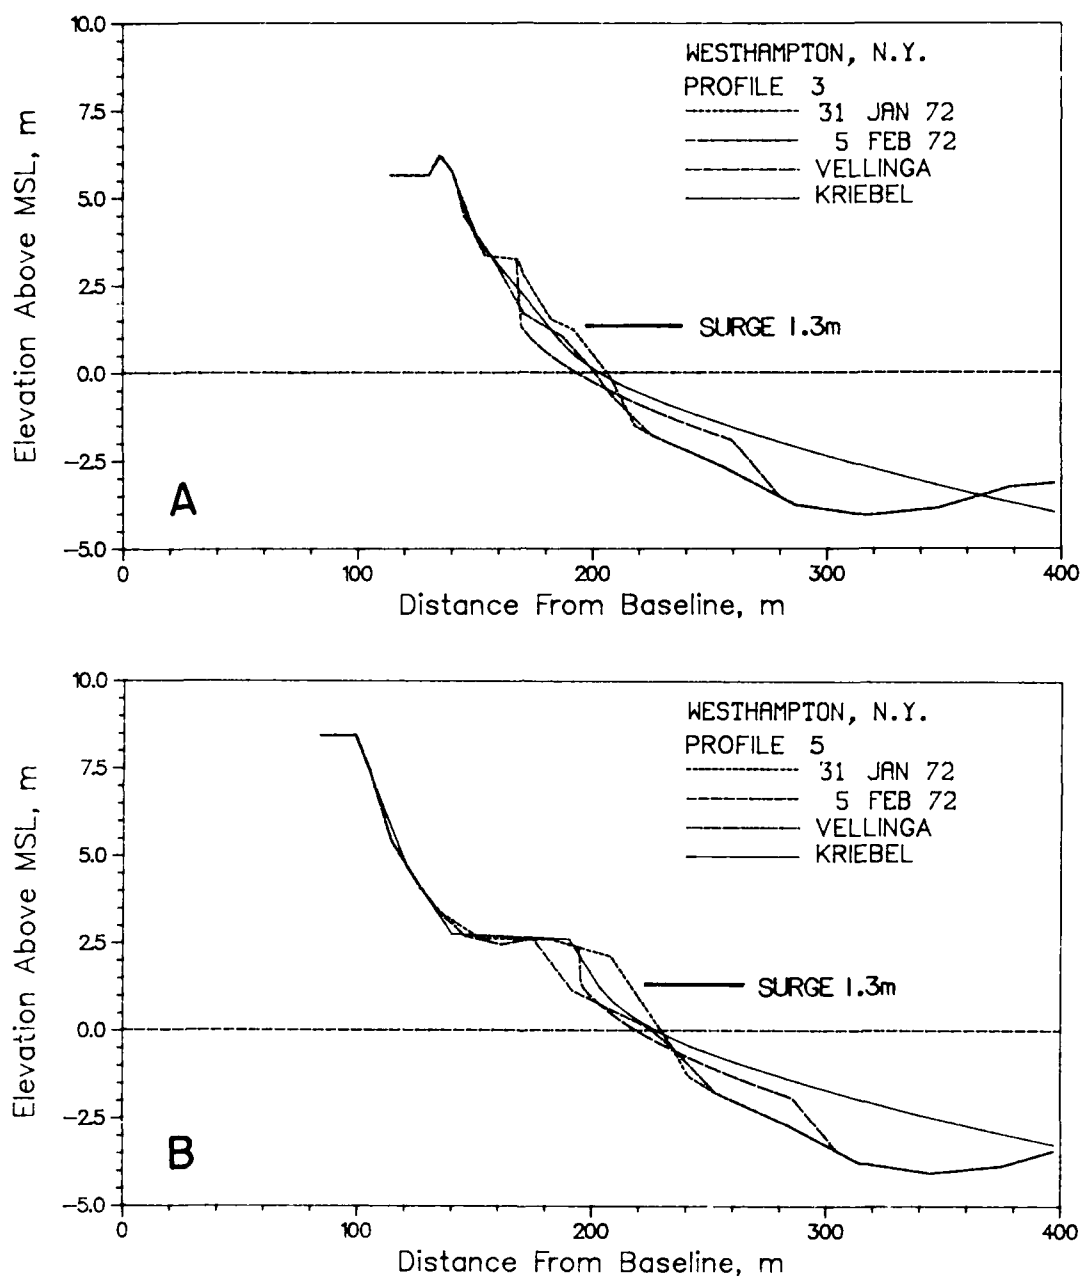 10.0
7.5
5.0
2.5
0.0
−2.5
−5.0
Elevation Above MSL, m
WESTHAMPTON, N.Y.
PROFILE 3
31 JAN 72
5 FEB 72
VELLINGA
KRIEBEL
SURGE 1.3m
A
0
100
200
300
400
Distance From Baseline, m
10.0
7.5
5.0
2.5
0.0
−2.5
−5.0
Elevation Above MSL, m
WESTHAMPTON, N.Y.
PROFILE 5
31 JAN 72
5 FEB 72
VELLINGA
KRIEBEL
SURGE 1.3m
B
0
100
200
300
400
Distance From Baseline, m